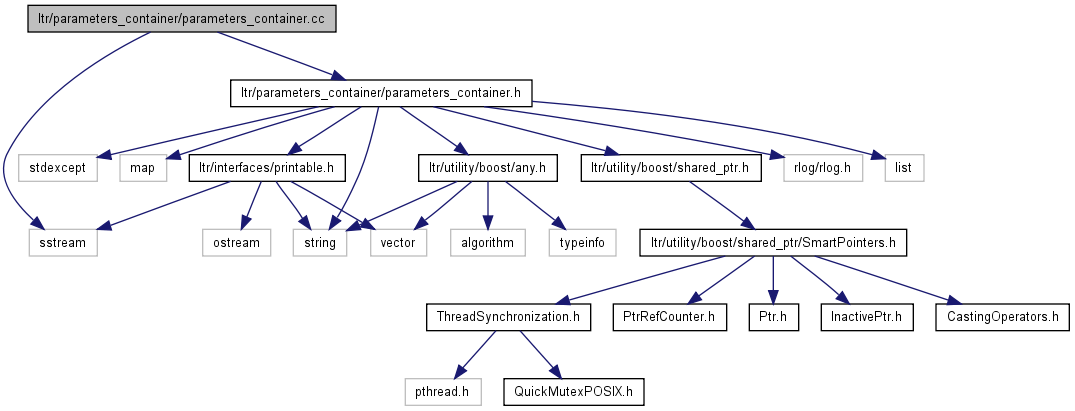 ltr/parameters_container/parameters_container.cc
ltr/parameters_container/parameters_container.h
stdexcept
map
ltr/interfaces/printable.h
ltr/utility/boost/any.h
ltr/utility/boost/shared_ptr.h
rlog/rlog.h
list
sstream
ostream
string
vector
algorithm
typeinfo
ltr/utility/boost/shared_ptr/SmartPointers.h
ThreadSynchronization.h
PtrRefCounter.h
Ptr.h
InactivePtr.h
CastingOperators.h
pthread.h
QuickMutexPOSIX.h